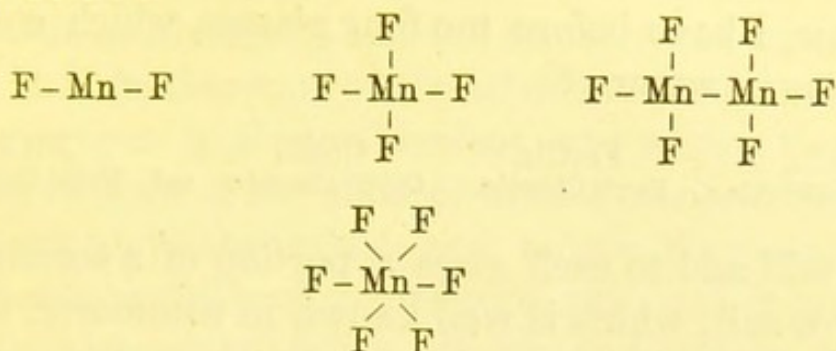 F F F
F – Mn – F F – Mn – F F – Mn – Mn – F
F F F
F F
F – Mn – F
F F